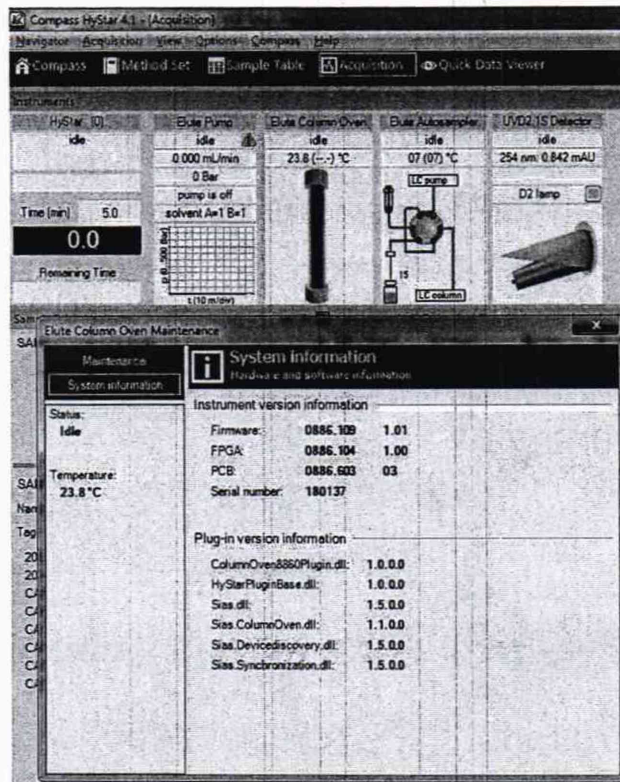 Compass HyStar 4.1 - [Acquisition]
Navigator Acquisition View Options Compass Help
Compass Method Set Sample Table Acquisition Quick Data Viewer
Instruments
HyStar (0) Elute Pump Elute Column Oven Elute Autosampler UVD2.1S Detector
idle idle idle idle idle
0.000 mL/min 23.8 (--.-) °C 07 (07) °C 254 nm: 0.842 mAU
0 Bar LC pump
pump is off D2 lamp
Time [min] 5.0 solvent A=1 B=1
0.0
p (0..500 Bar)
15
Remaining Time
t (10 m/div) LC column
Elute Column Oven Maintenance X
Maintenance
System information
System information
Hardware and software information
Status:
Idle
Temperature:
23.8 °C
Instrument version information
Firmware: 0886.109 1.01
FPGA: 0886.104 1.00
PCB: 0886.603 03
Serial number: 180137
Plug-in version information
ColumnOven8860Plugin.dll: 1.0.0.0
HyStarPluginBase.dll: 1.0.0.0
Sias.dll: 1.5.0.0
Sias.ColumnOven.dll: 1.1.0.0
Sias.Devicediscovery.dll: 1.5.0.0
Sias.Synchronization.dll: 1.5.0.0